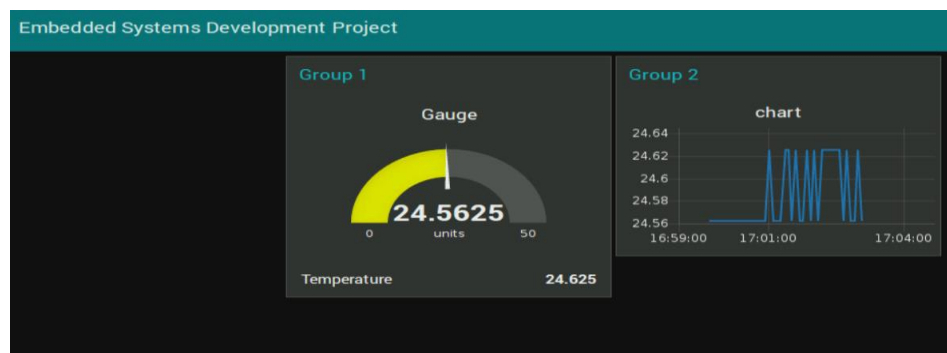 Embedded Systems Development Project
Group 1
Gauge
24.5625
0 units 50
Temperature 24.625
Group 2
chart
24.64
24.62
24.6
24.58
24.56
16:59:00 17:01:00 17:04:00